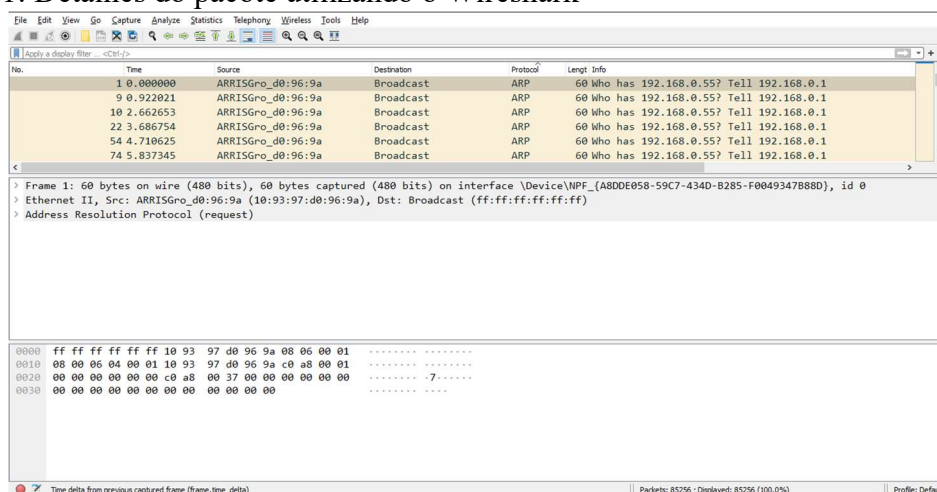 1. Detalhes do pacote utilizando o Wireshark
File Edit View Go Capture Analyze Statistics Telephony Wireless Tools Help
Apply a display filter ... <Ctrl-/>
No. Time Source Destination Protocol Lengt Info
1 0.000000 ARRISGro_d0:96:9a Broadcast ARP 60 Who has 192.168.0.55? Tell 192.168.0.1
9 0.922021 ARRISGro_d0:96:9a Broadcast ARP 60 Who has 192.168.0.55? Tell 192.168.0.1
10 2.662653 ARRISGro_d0:96:9a Broadcast ARP 60 Who has 192.168.0.55? Tell 192.168.0.1
22 3.686754 ARRISGro_d0:96:9a Broadcast ARP 60 Who has 192.168.0.55? Tell 192.168.0.1
54 4.710625 ARRISGro_d0:96:9a Broadcast ARP 60 Who has 192.168.0.55? Tell 192.168.0.1
74 5.837345 ARRISGro_d0:96:9a Broadcast ARP 60 Who has 192.168.0.55? Tell 192.168.0.1
> Frame 1: 60 bytes on wire (480 bits), 60 bytes captured (480 bits) on interface \Device\NPF_{A8DDE058-59C7-434D-B285-F0049347B88D}, id 0
> Ethernet II, Src: ARRISGro_d0:96:9a (10:93:97:d0:96:9a), Dst: Broadcast (ff:ff:ff:ff:ff:ff)
> Address Resolution Protocol (request)
0000 ff ff ff ff ff ff 10 93 97 d0 96 9a 08 06 00 01 ········ ········
0010 08 00 06 04 00 01 10 93 97 d0 96 9a c0 a8 00 01 ········ ········
0020 00 00 00 00 00 00 c0 a8 00 37 00 00 00 00 00 00 ········ ·7······
0030 00 00 00 00 00 00 00 00 00 00 00 00 ········ ····
Time delta from previous captured frame (frame.time_delta) Packets: 85256 · Displayed: 85256 (100.0%) Profile: Defau